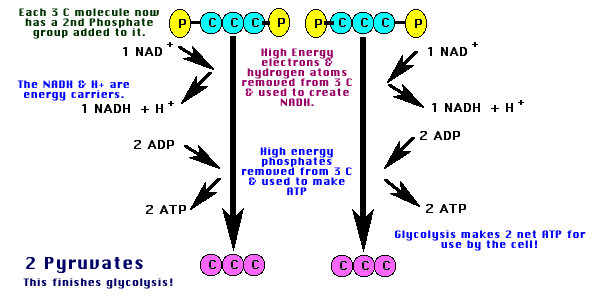 Each 3 C molecule now
has a 2nd Phosphate
group added to it.
P C C C P
P C C C P
1 NAD +
High Energy
electrons &
hydrogen atoms
removed from 3 C
& used to create
NADH.
1 NAD +
The NADH & H+ are
energy carriers.
1 NADH + H+
1 NADH + H+
2 ADP
High energy
phosphates
removed from 3 C
& used to make
ATP
2 ADP
2 ATP
2 ATP
Glycolysis makes 2 net ATP for
use by the cell!
2 Pyruvates
C C C
C C C
This finishes glycolysis!